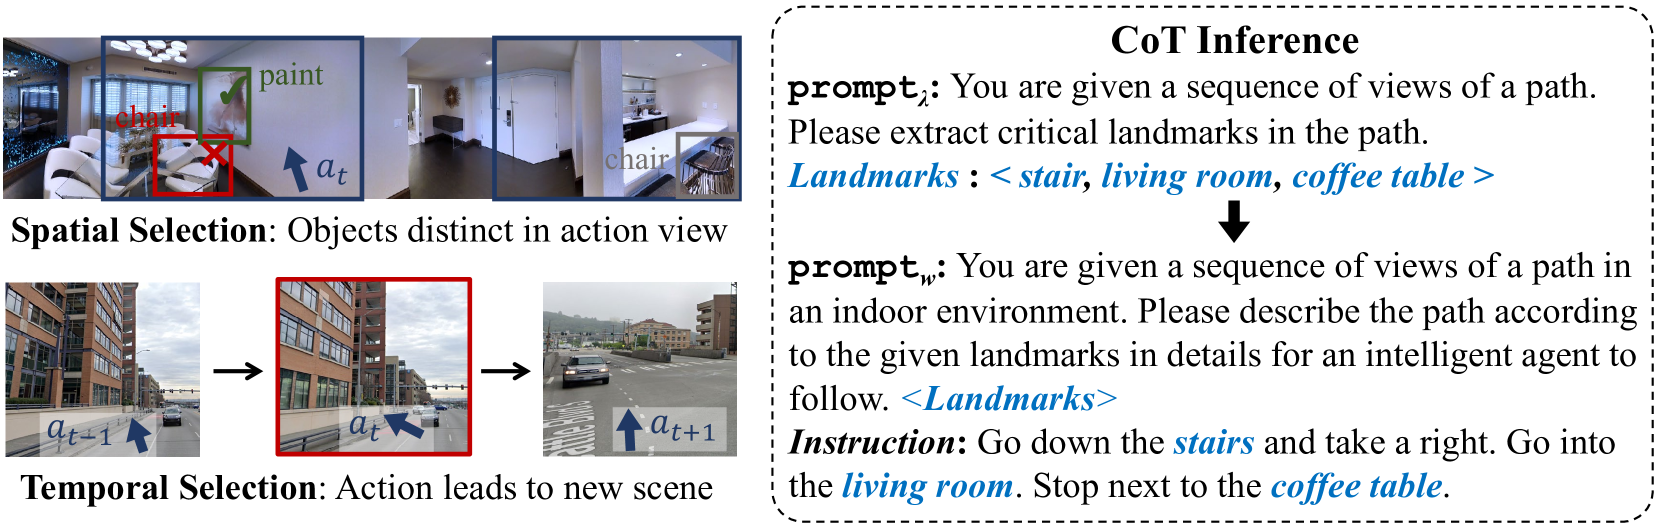 paint
chair
a_t
chair
Spatial Selection: Objects distinct in action view
a_{t-1}
a_t
a_{t+1}
Temporal Selection: Action leads to new scene
CoT Inference
prompt_λ: You are given a sequence of views of a path.
Please extract critical landmarks in the path.
Landmarks : < stair, living room, coffee table >
prompt_w: You are given a sequence of views of a path in
an indoor environment. Please describe the path according
to the given landmarks in details for an intelligent agent to
follow. <Landmarks>
Instruction: Go down the stairs and take a right. Go into
the living room. Stop next to the coffee table.